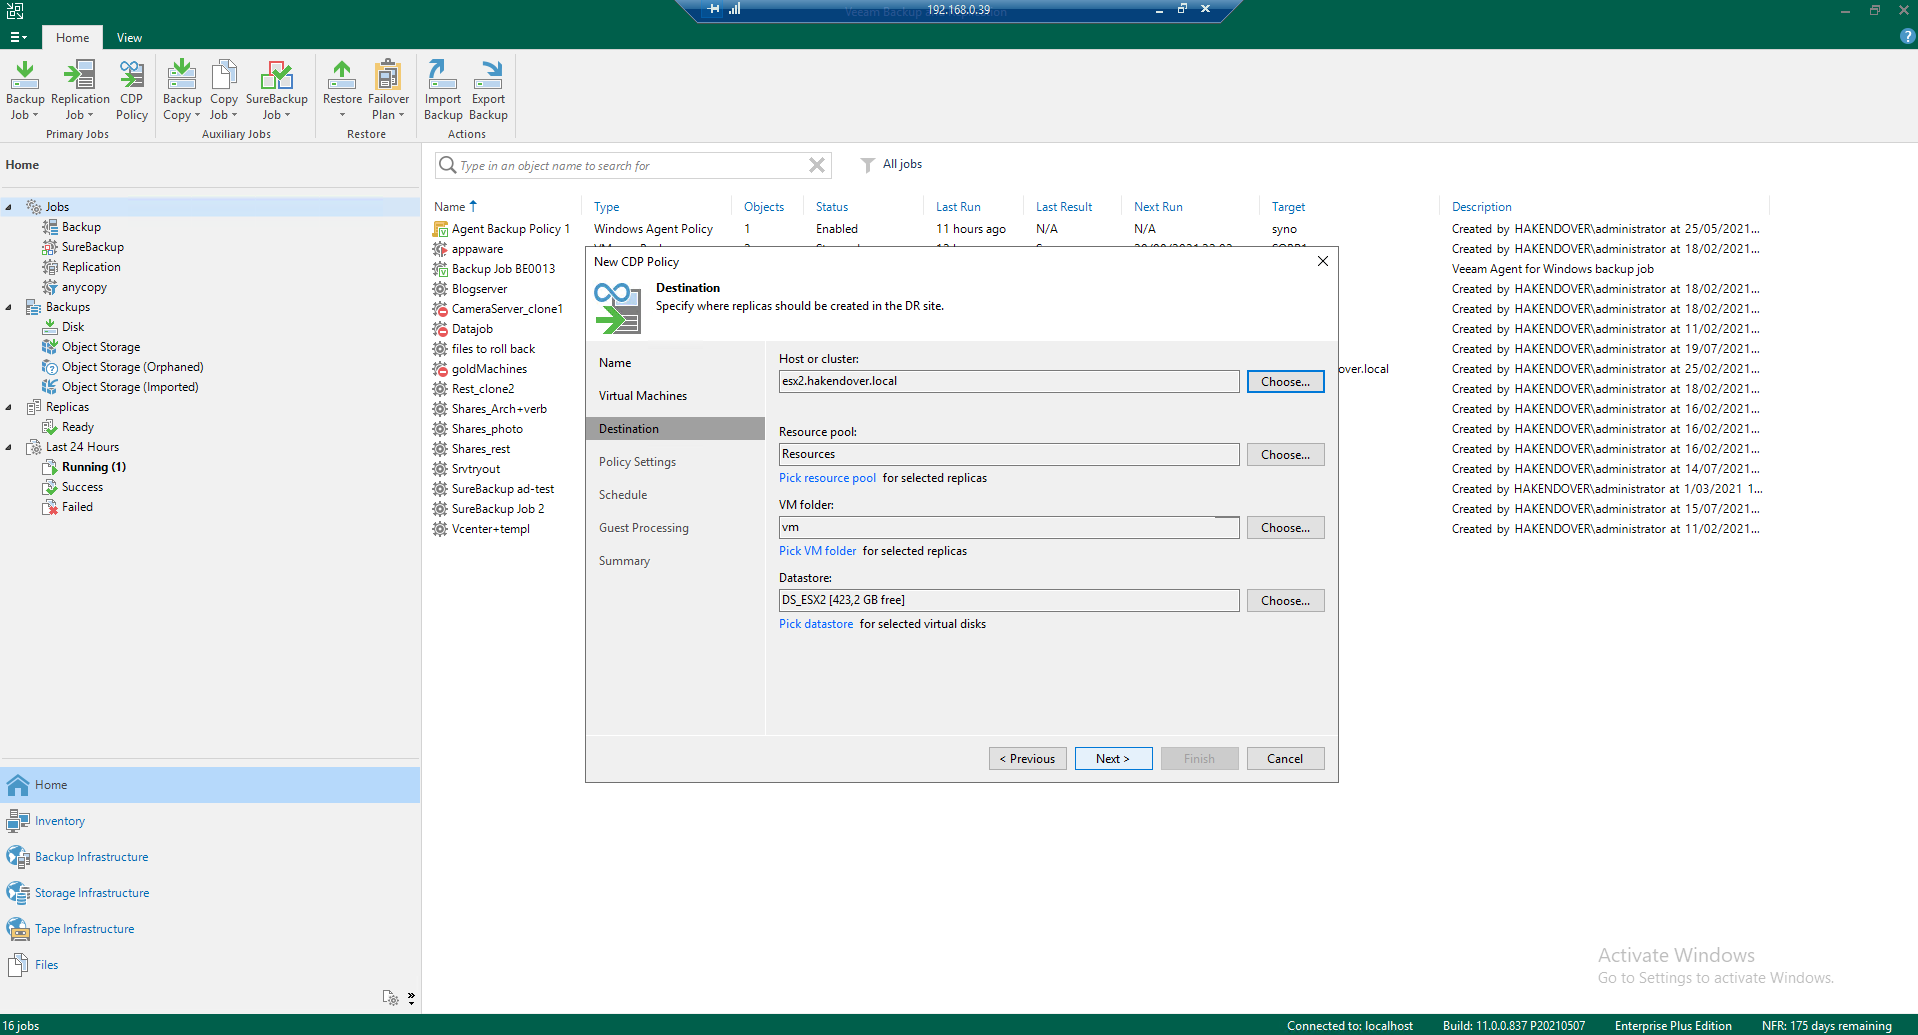 192.168.0.39
Home
View
Backup
Job
Replication
Job
CDP
Policy
Primary Jobs
Backup
Copy
Copy
Job
SureBackup
Job
Auxiliary Jobs
Restore
Failover
Plan
Restore
Import
Backup
Export
Backup
Actions
Home
Type in an object name to search for
All jobs
Jobs
Backup
SureBackup
Replication
anycopy
Backups
Disk
Object Storage
Object Storage (Orphaned)
Object Storage (Imported)
Replicas
Ready
Last 24 Hours
Running (1)
Success
Failed
Home
Inventory
Backup Infrastructure
Storage Infrastructure
Tape Infrastructure
Files
Name Type Objects Status Last Run Last Result Next Run Target Description
Agent Backup Policy 1 Windows Agent Policy 1 Enabled 11 hours ago N/A N/A syno Created by HAKENDOVER\administrator at 25/05/2021...
appaware Created by HAKENDOVER\administrator at 18/02/2021...
Backup Job BE0013 Veeam Agent for Windows backup job
Blogserver Created by HAKENDOVER\administrator at 18/02/2021...
CameraServer_clone1 Created by HAKENDOVER\administrator at 18/02/2021...
Datajob Created by HAKENDOVER\administrator at 11/02/2021...
files to roll back Created by HAKENDOVER\administrator at 19/07/2021...
goldMachines over.local Created by HAKENDOVER\administrator at 25/02/2021...
Rest_clone2 Created by HAKENDOVER\administrator at 18/02/2021...
Shares_Arch+verb Created by HAKENDOVER\administrator at 16/02/2021...
Shares_photo Created by HAKENDOVER\administrator at 16/02/2021...
Shares_rest Created by HAKENDOVER\administrator at 16/02/2021...
Srvtryout Created by HAKENDOVER\administrator at 14/07/2021...
SureBackup ad-test Created by HAKENDOVER\administrator at 1/03/2021 1...
SureBackup Job 2 Created by HAKENDOVER\administrator at 15/07/2021...
Vcenter+templ Created by HAKENDOVER\administrator at 11/02/2021...
New CDP Policy
Destination
Specify where replicas should be created in the DR site.
Name
Virtual Machines
Destination
Policy Settings
Schedule
Guest Processing
Summary
Host or cluster:
esx2.hakendover.local Choose...
Resource pool:
Resources Choose...
Pick resource pool for selected replicas
VM folder:
vm Choose...
Pick VM folder for selected replicas
Datastore:
DS_ESX2 [423,2 GB free] Choose...
Pick datastore for selected virtual disks
< Previous Next > Finish Cancel
Activate Windows
Go to Settings to activate Windows.
16 jobs Connected to: localhost Build: 11.0.0.837 P20210507 Enterprise Plus Edition NFR: 175 days remaining